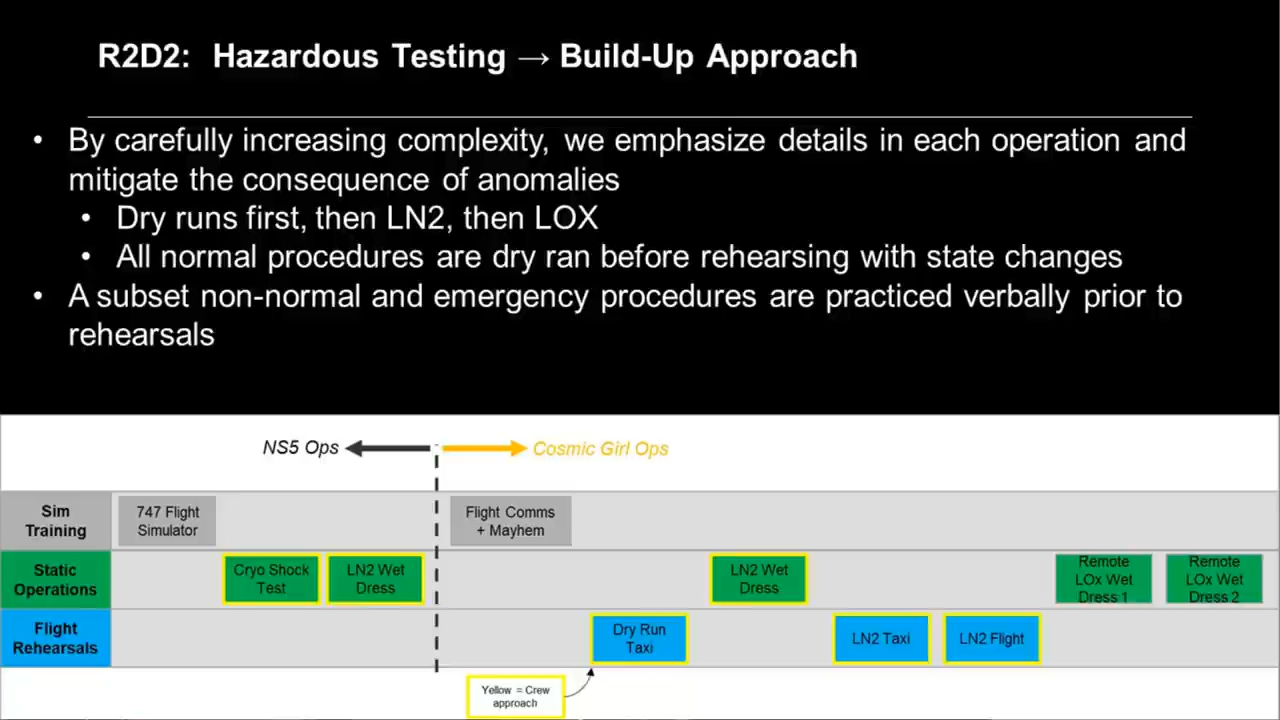 R2D2: Hazardous Testing → Build-Up Approach
• By carefully increasing complexity, we emphasize details in each operation and
mitigate the consequence of anomalies
• Dry runs first, then LN2, then LOX
• All normal procedures are dry ran before rehearsing with state changes
• A subset non-normal and emergency procedures are practiced verbally prior to
rehearsals
NS5 Ops
Cosmic Girl Ops
Sim
Training
747 Flight
Simulator
Flight Comms
+ Mayhem
Static
Operations
Cryo Shock
Test
LN2 Wet
Dress
LN2 Wet
Dress
Remote
LOx Wet
Dress 1
Remote
LOx Wet
Dress 2
Flight
Rehearsals
Dry Run
Taxi
LN2 Taxi
LN2 Flight
Yellow = Crew
approach